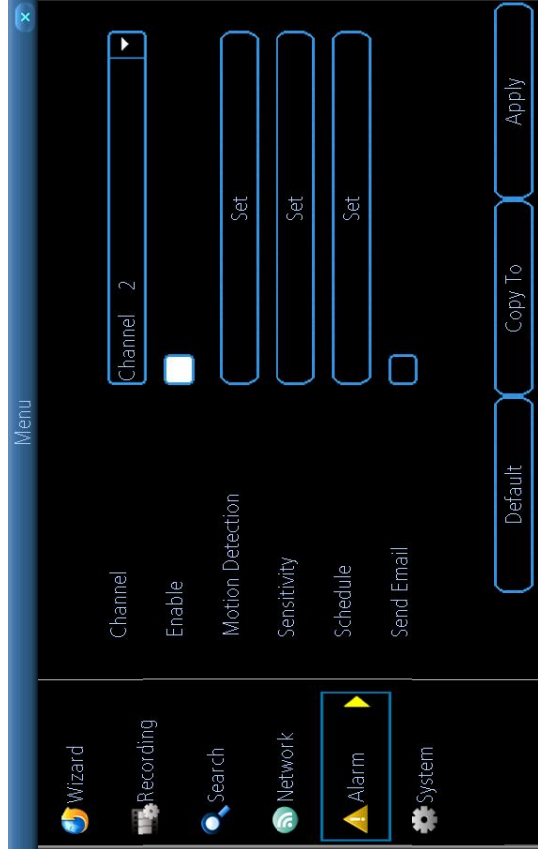 Menu
Wizard
Recording
Search
Network
Alarm
System
Channel
Channel 2
Enable
Motion Detection
Set
Sensitivity
Set
Schedule
Set
Send Email
Default
Copy To
Apply